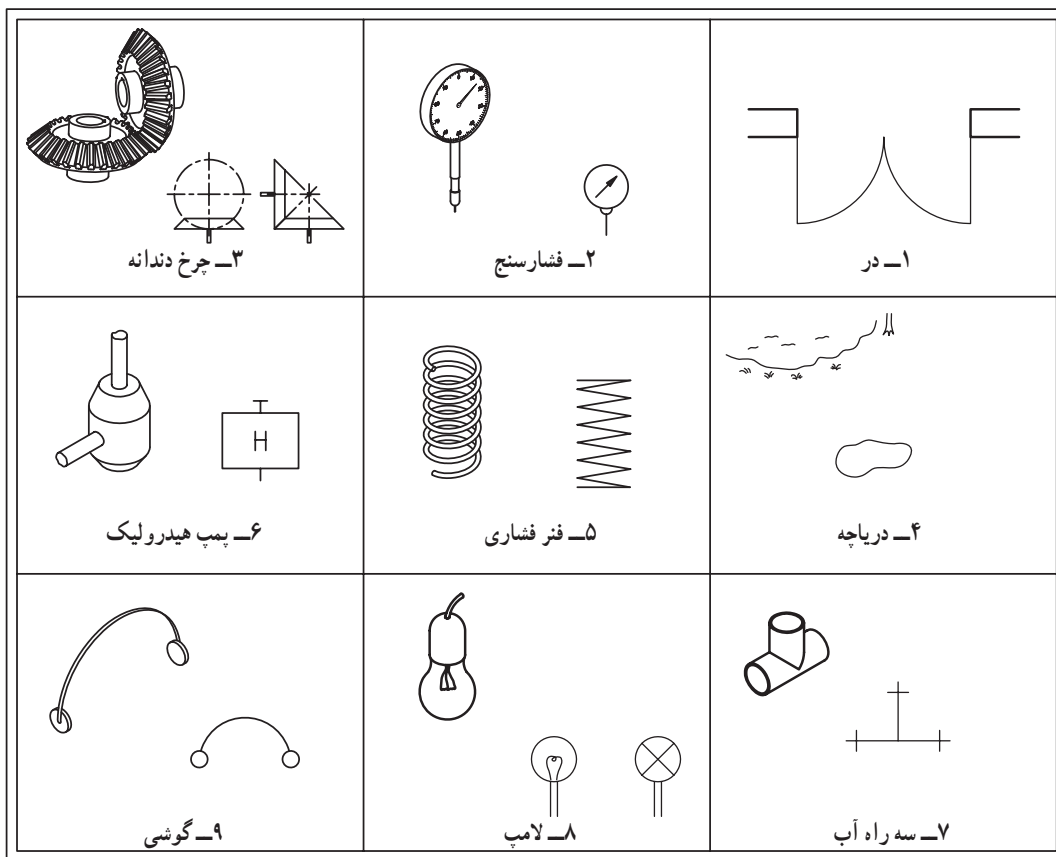 ۱ــ در
۲ــ فشارسنج
۳ــ چرخ دندانه
۴ــ دریاچه
۵ــ فنر فشاری
H
۶ــ پمپ هیدرولیک
۷ــ سه راه آب
۸ــ لامپ
۹ــ گوشی